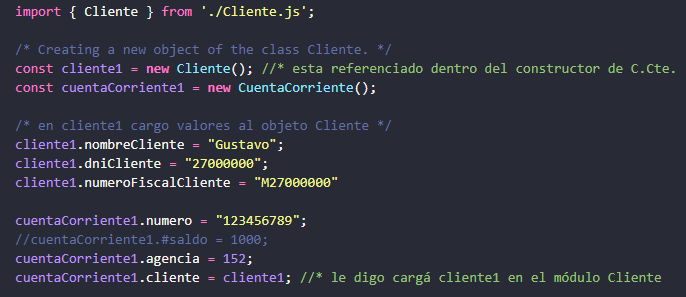 import { Cliente } from './Cliente.js';
/* Creating a new object of the class Cliente. */
const cliente1 = new Cliente(); //* esta referenciado dentro del constructor de C.Cte.
const cuentaCorriente1 = new CuentaCorriente();
/* en cliente1 cargo valores al objeto Cliente */
cliente1.nombreCliente = "Gustavo";
cliente1.dniCliente = "27000000";
cliente1.numeroFiscalCliente = "M27000000"
cuentaCorriente1.numero = "123456789";
//cuentaCorriente1.#saldo = 1000;
cuentaCorriente1.agencia = 152;
cuentaCorriente1.cliente = cliente1; //* le digo cargá cliente1 en el módulo Cliente